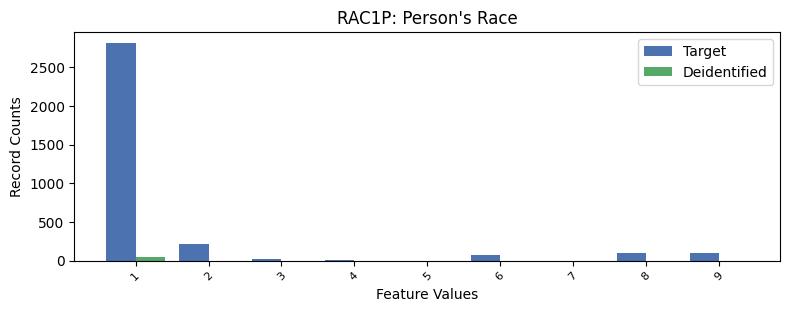 RAC1P: Person's Race
Target
Deidentified
Record Counts
2500
2000
1500
1000
500
0
1 2 3 4 5 6 7 8 9
Feature Values